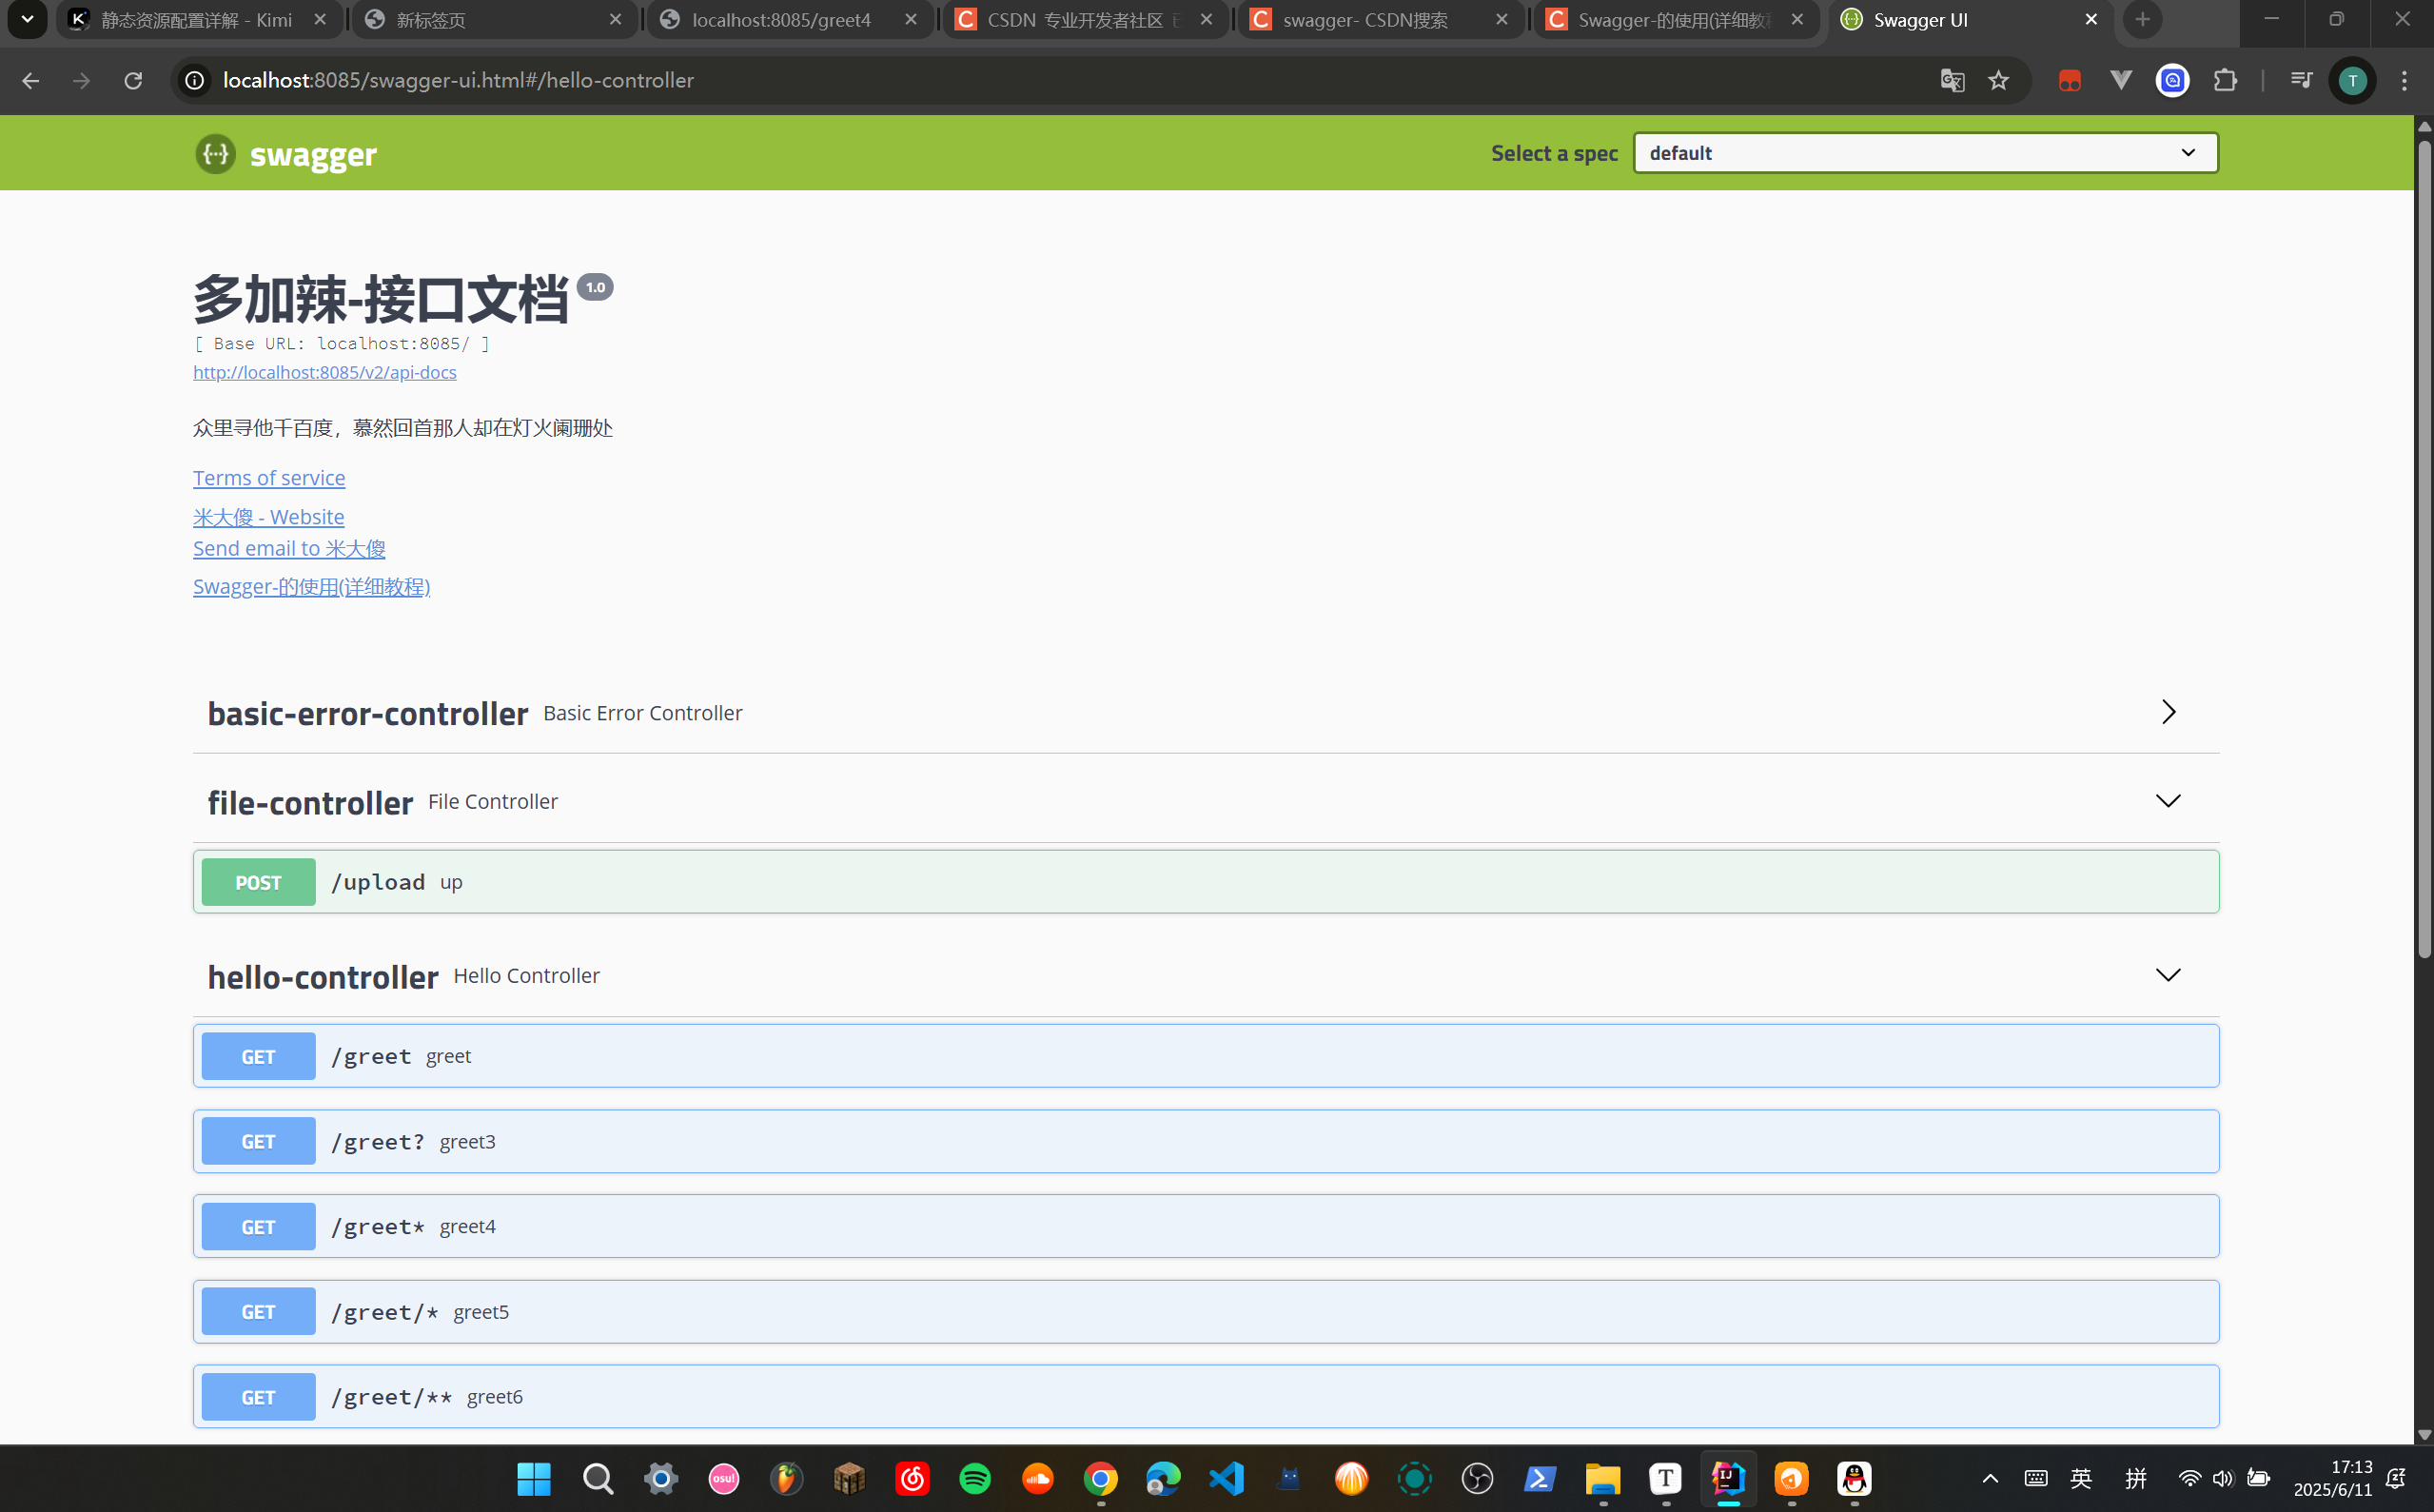 静态资源配置详解 - Kimi
新标签页
localhost:8085/greet4
CSDN 专业开发者社区
swagger- CSDN搜索
Swagger-的使用(详细教
Swagger UI
localhost:8085/swagger-ui.html#/hello-controller
T
swagger
Select a spec
default
多加辣-接口文档 1.0
[ Base URL: localhost:8085/ ]
http://localhost:8085/v2/api-docs
众里寻他千百度，慕然回首那人却在灯火阑珊处
Terms of service
米大傻 - Website
Send email to 米大傻
Swagger-的使用(详细教程)
basic-error-controller Basic Error Controller
file-controller File Controller
POST /upload up
hello-controller Hello Controller
GET /greet greet
GET /greet? greet3
GET /greet* greet4
GET /greet/* greet5
GET /greet/** greet6
osu!
T
IJ
英
拼
17:13
2025/6/11